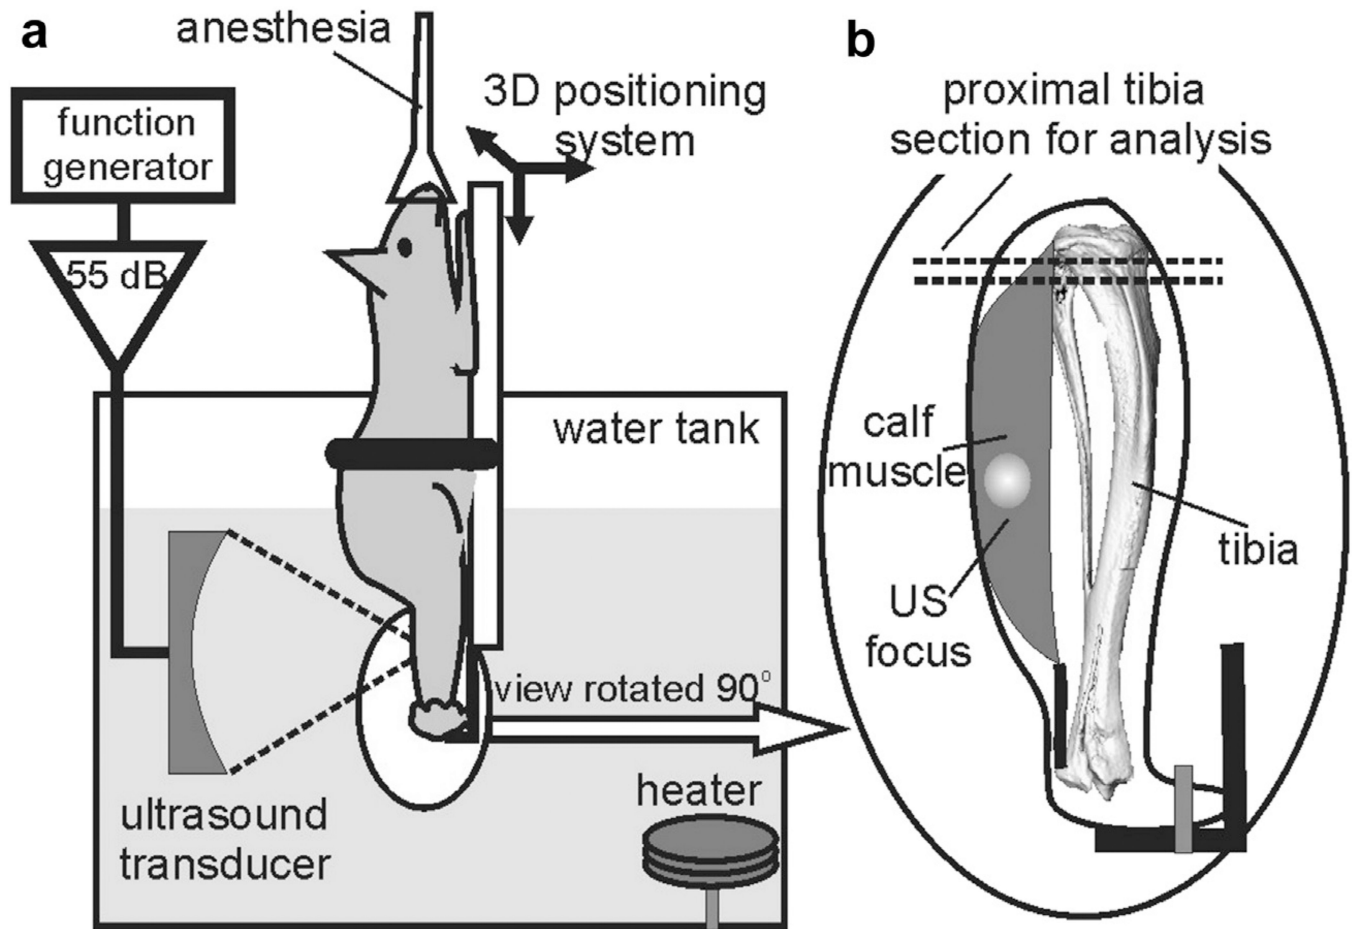 a
anesthesia
3D positioning
system
function
generator
55 dB
water tank
view rotated 90°
heater
ultrasound
transducer
b
proximal tibia
section for analysis
calf
muscle
tibia
US
focus